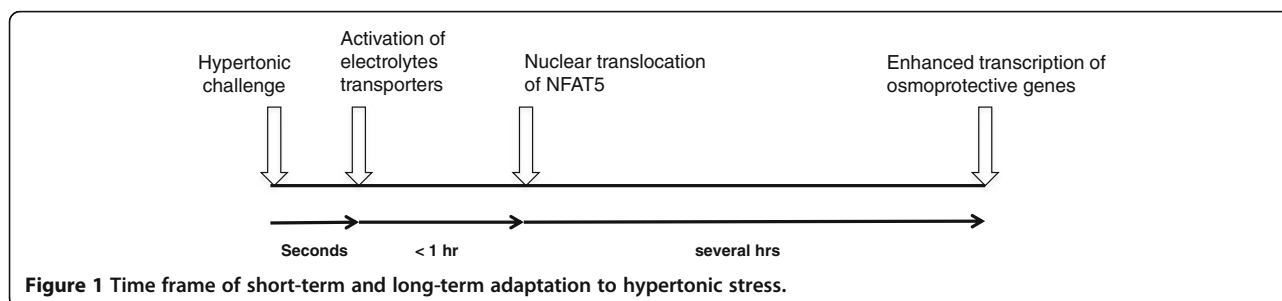 Hypertonic
challenge
Activation of
electrolytes
transporters
Nuclear translocation
of NFAT5
Enhanced transcription of
osmoprotective genes
Seconds
< 1 hr
several hrs
Figure 1 Time frame of short-term and long-term adaptation to hypertonic stress.